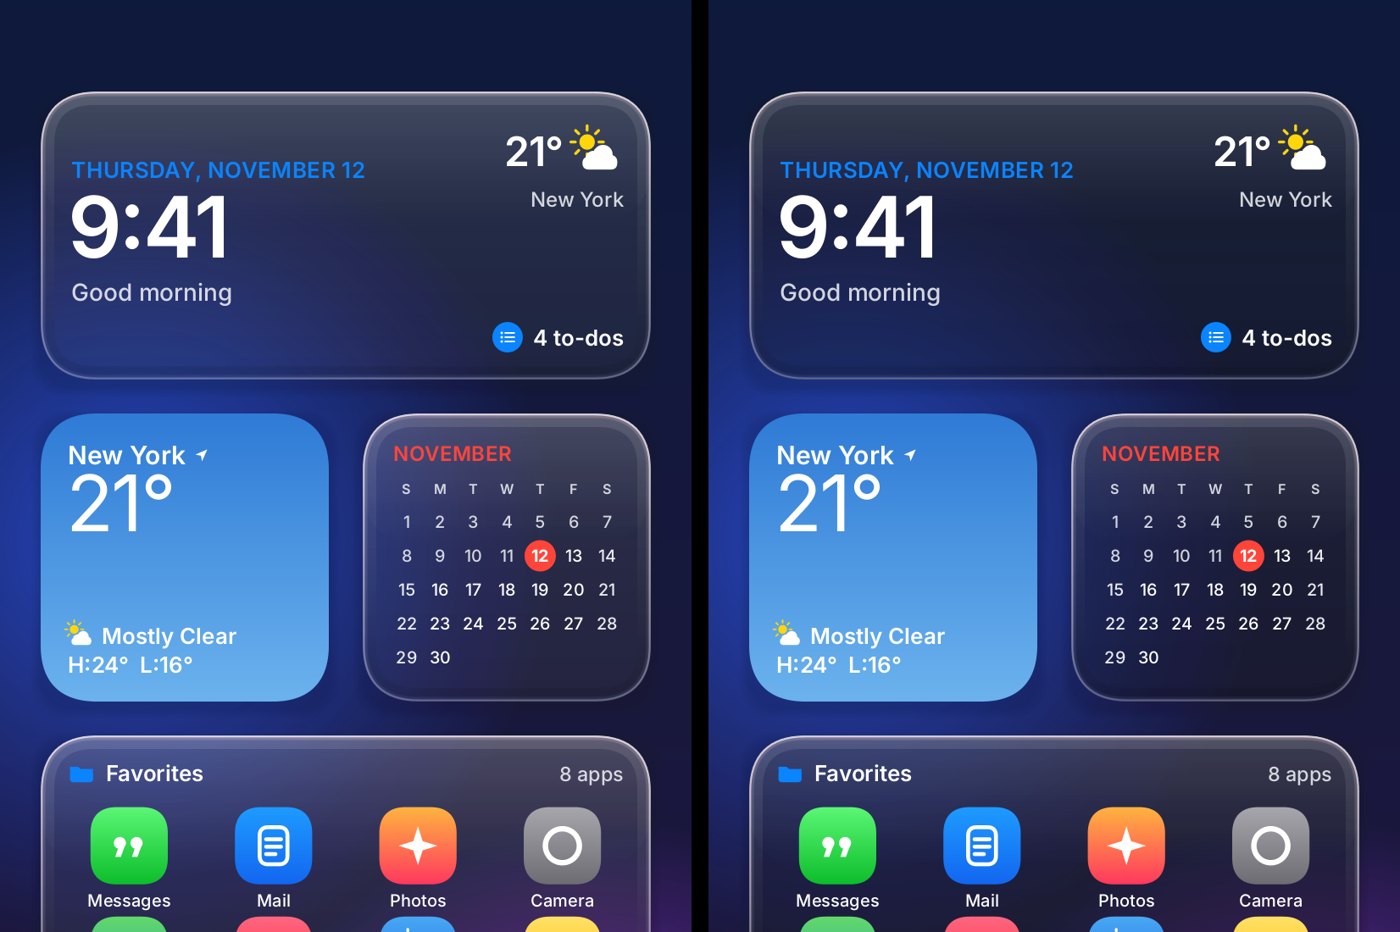 THURSDAY, NOVEMBER 12
9:41
Good morning
21°
New York
4 to-dos
New York
21°
Mostly Clear
H:24° L:16°
NOVEMBER
S M T W T F S
1 2 3 4 5 6 7
8 9 10 11 12 13 14
15 16 17 18 19 20 21
22 23 24 25 26 27 28
29 30
Favorites
8 apps
Messages Mail Photos Camera
THURSDAY, NOVEMBER 12
9:41
Good morning
21°
New York
4 to-dos
New York
21°
Mostly Clear
H:24° L:16°
NOVEMBER
S M T W T F S
1 2 3 4 5 6 7
8 9 10 11 12 13 14
15 16 17 18 19 20 21
22 23 24 25 26 27 28
29 30
Favorites
8 apps
Messages Mail Photos Camera